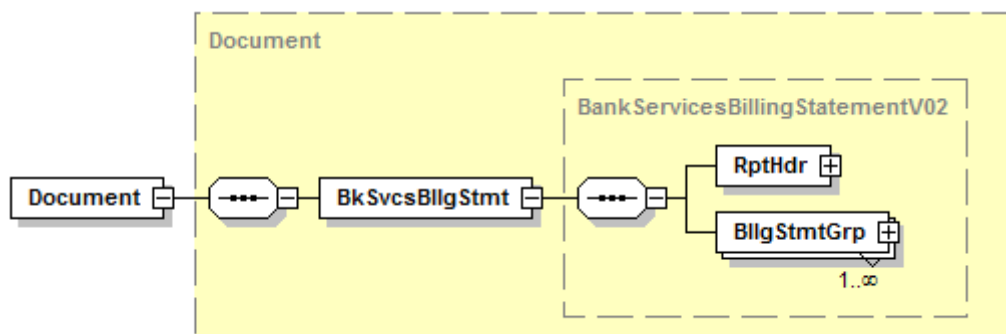 Document
BankServicesBillingStatementV02
RptHdr
Document
BkSvcsBllgStmt
BllgStmtGrp
1..∞